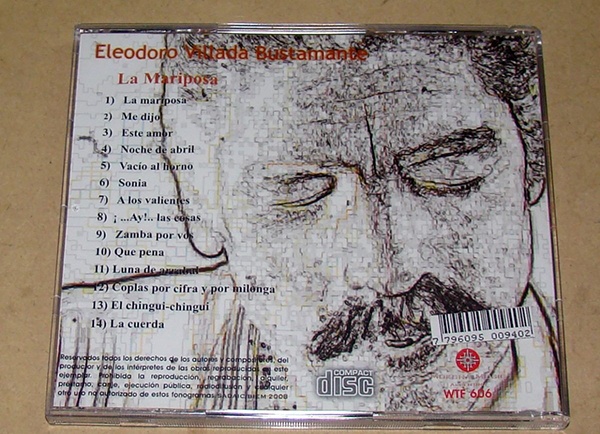 Eleodoro Villada Bustamante
La Mariposa
1) La mariposa
2) Me dijo
3) Este amor
4) Noche de abril
5) Vacío al horno
6) Sonia
7) A los valientes
8) ¡ ...Ay!.. las cosas
9) Zamba por vos
10) Que pena
11) Luna de arrabal
12) Coplas por cifra y por milonga
13) El chingui-chingui
14) La cuerda
Reservados todos los derechos de los autores y compositores, del
productor y de los intérpretes de las obras reproducidas en este
ejemplar. Prohibida la reproducción, regrabación, alquiler,
préstamo, canje, ejecución pública, radiodifusión y cualquier
otro uso no autorizado de estos fonogramas SADAIC BIEM 2008
COMPACT
disc
7 796095 009402
WTF 606